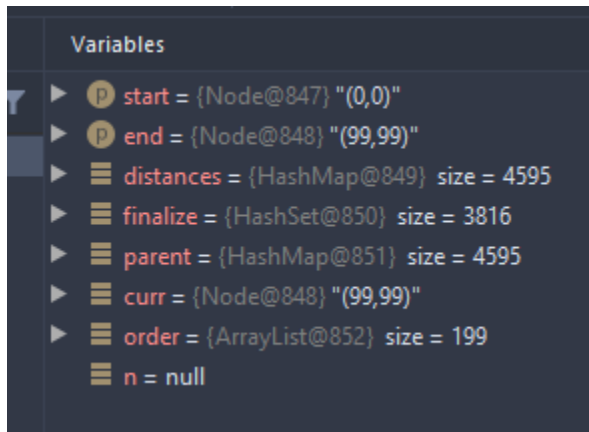 Variables
p start = {Node@847} "(0,0)"
p end = {Node@848} "(99,99)"
distances = {HashMap@849} size = 4595
finalize = {HashSet@850} size = 3816
parent = {HashMap@851} size = 4595
curr = {Node@848} "(99,99)"
order = {ArrayList@852} size = 199
n = null